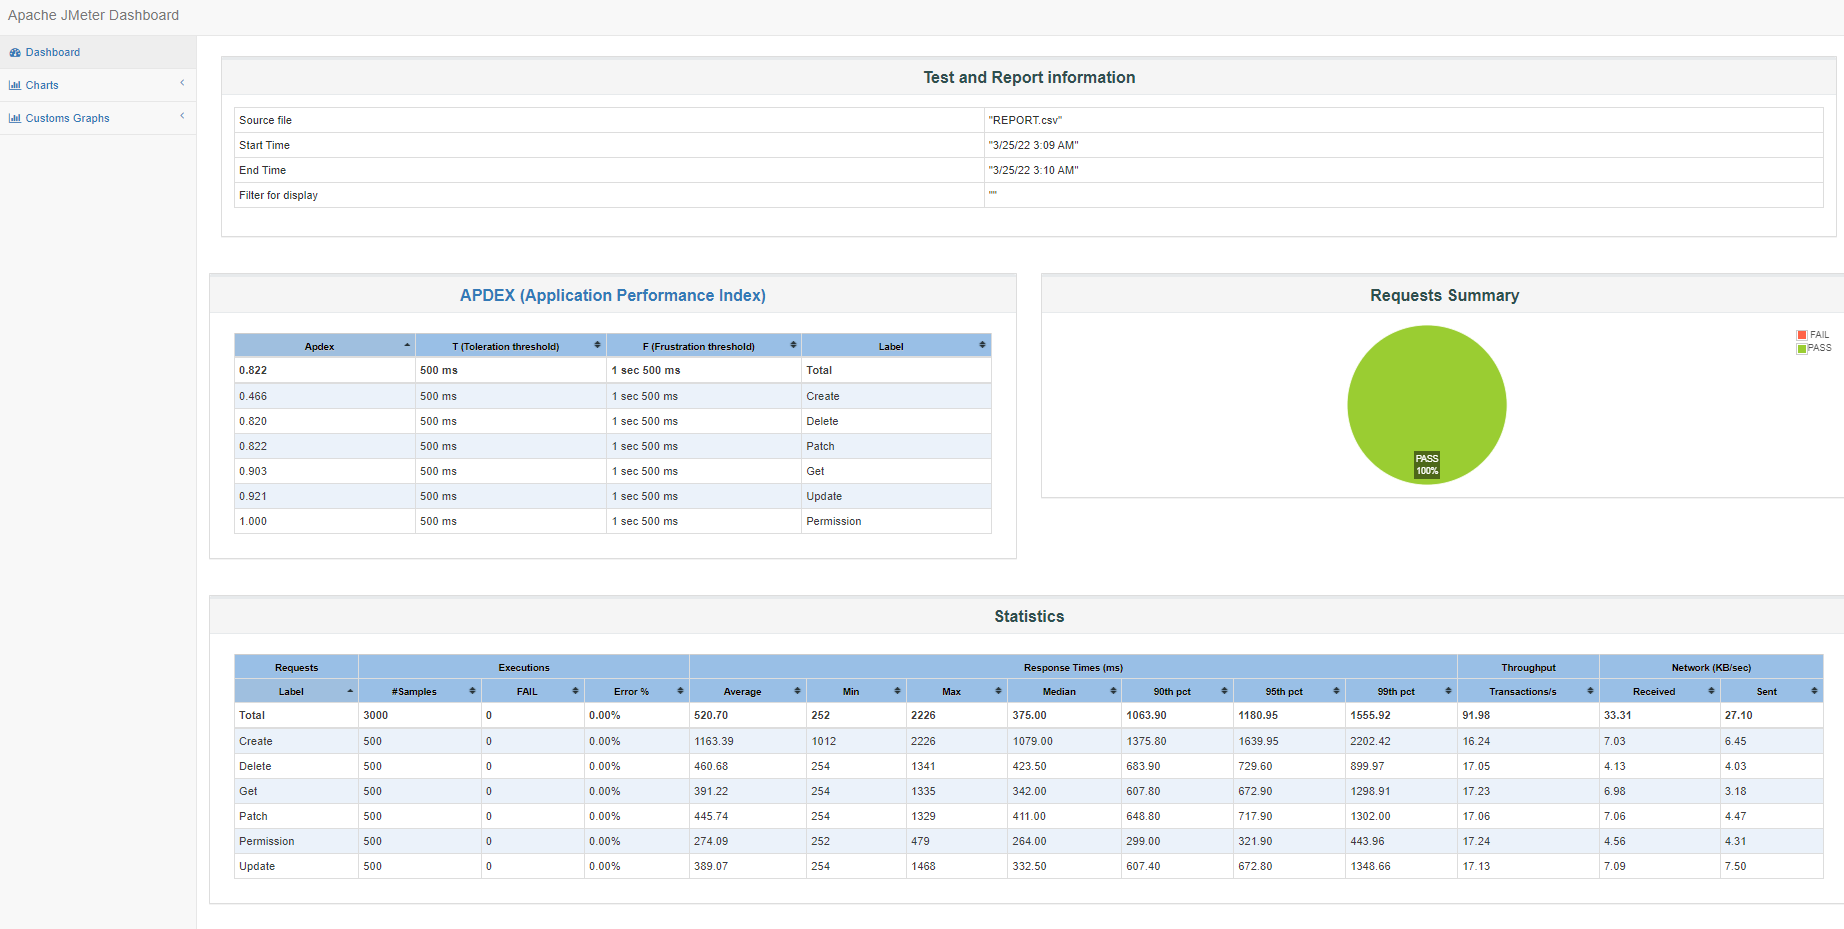 Apache JMeter Dashboard
Dashboard
Charts
Customs Graphs
Test and Report information
Source file "REPORT.csv"
Start Time "3/25/22 3:09 AM"
End Time "3/25/22 3:10 AM"
Filter for display ""
APDEX (Application Performance Index)
Apdex T (Toleration threshold) F (Frustration threshold) Label
0.822 500 ms 1 sec 500 ms Total
0.466 500 ms 1 sec 500 ms Create
0.820 500 ms 1 sec 500 ms Delete
0.822 500 ms 1 sec 500 ms Patch
0.903 500 ms 1 sec 500 ms Get
0.921 500 ms 1 sec 500 ms Update
1.000 500 ms 1 sec 500 ms Permission
Requests Summary
FAIL
PASS
PASS
100%
Statistics
Requests Executions Response Times (ms) Throughput Network (KB/sec)
Label #Samples FAIL Error % Average Min Max Median 90th pct 95th pct 99th pct Transactions/s Received Sent
Total 3000 0 0.00% 520.70 252 2226 375.00 1063.90 1180.95 1555.92 91.98 33.31 27.10
Create 500 0 0.00% 1163.39 1012 2226 1079.00 1375.80 1639.95 2202.42 16.24 7.03 6.45
Delete 500 0 0.00% 460.68 254 1341 423.50 683.90 729.60 899.97 17.05 4.13 4.03
Get 500 0 0.00% 391.22 254 1335 342.00 607.80 672.90 1298.91 17.23 6.98 3.18
Patch 500 0 0.00% 445.74 254 1329 411.00 648.80 717.90 1302.00 17.06 7.06 4.47
Permission 500 0 0.00% 274.09 252 479 264.00 299.00 321.90 443.96 17.24 4.56 4.31
Update 500 0 0.00% 389.07 254 1468 332.50 607.40 672.80 1348.66 17.13 7.09 7.50